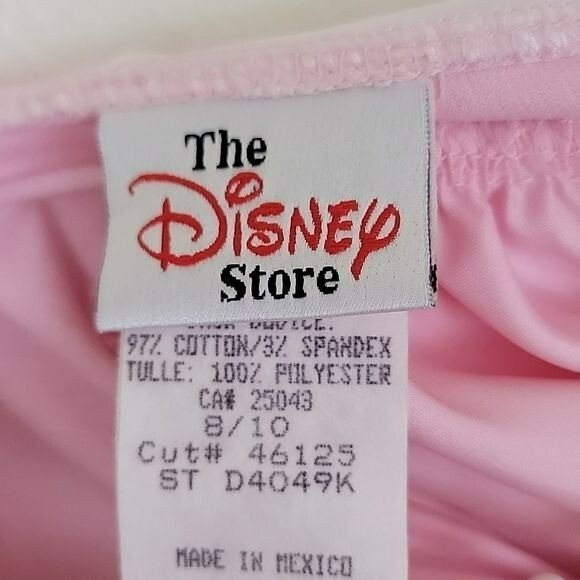 The
Disney
Store
97% COTTON/3% SPANDEX
TULLE: 100% POLYESTER
CA# 25043
8/10
Cut# 46125
ST D4049K
MADE IN MEXICO